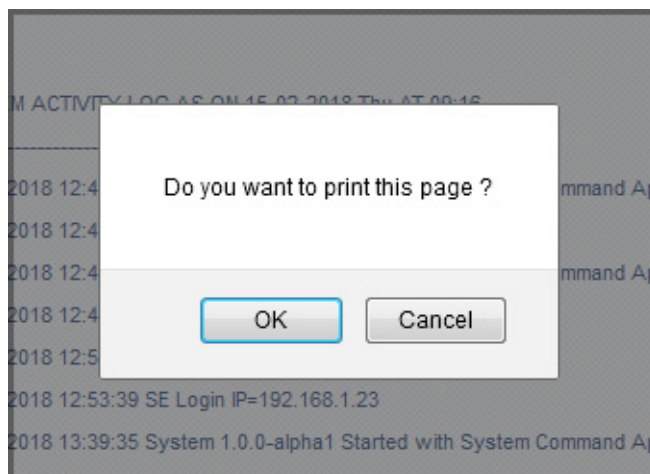 M ACTIVITY LOG AS ON 15-02-2018 Thu AT 09:16
2018 12:4
Do you want to print this page ?
mmand Ap
2018 12:4
2018 12:4
mmand Ap
2018 12:4
OK
Cancel
2018 12:5
2018 12:53:39 SE Login IP=192.168.1.23
2018 13:39:35 System 1.0.0-alpha1 Started with System Command Ap